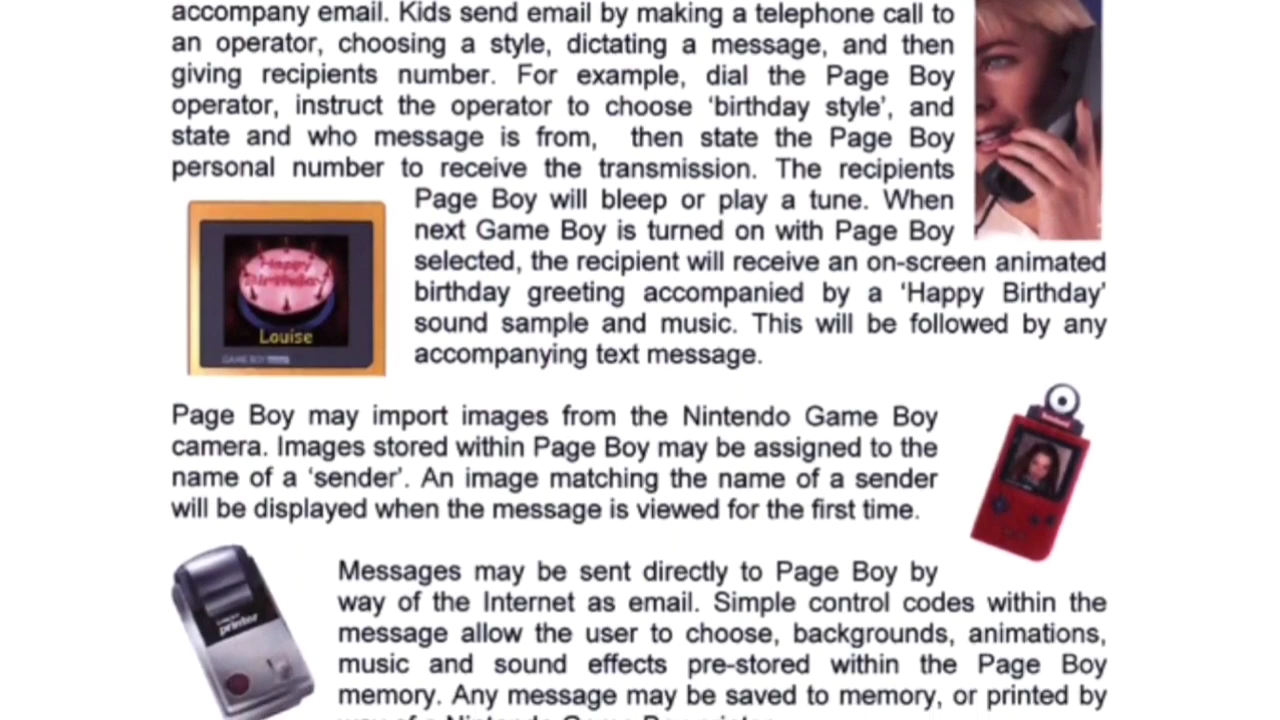 accompany email. Kids send email by making a telephone call to
an operator, choosing a style, dictating a message, and then
giving recipients number. For example, dial the Page Boy
operator, instruct the operator to choose ‘birthday style’, and
state and who message is from, then state the Page Boy
personal number to receive the transmission. The recipients
Page Boy will bleep or play a tune. When
next Game Boy is turned on with Page Boy
selected, the recipient will receive an on-screen animated
birthday greeting accompanied by a ‘Happy Birthday’
sound sample and music. This will be followed by any
accompanying text message.
Happy
Birthday
Louise
GAME BOY
Page Boy may import images from the Nintendo Game Boy
camera. Images stored within Page Boy may be assigned to the
name of a ‘sender’. An image matching the name of a sender
will be displayed when the message is viewed for the first time.
printer
Messages may be sent directly to Page Boy by
way of the Internet as email. Simple control codes within the
message allow the user to choose, backgrounds, animations,
music and sound effects pre-stored within the Page Boy
memory. Any message may be saved to memory, or printed by
way of a Nintendo Game Boy printer.